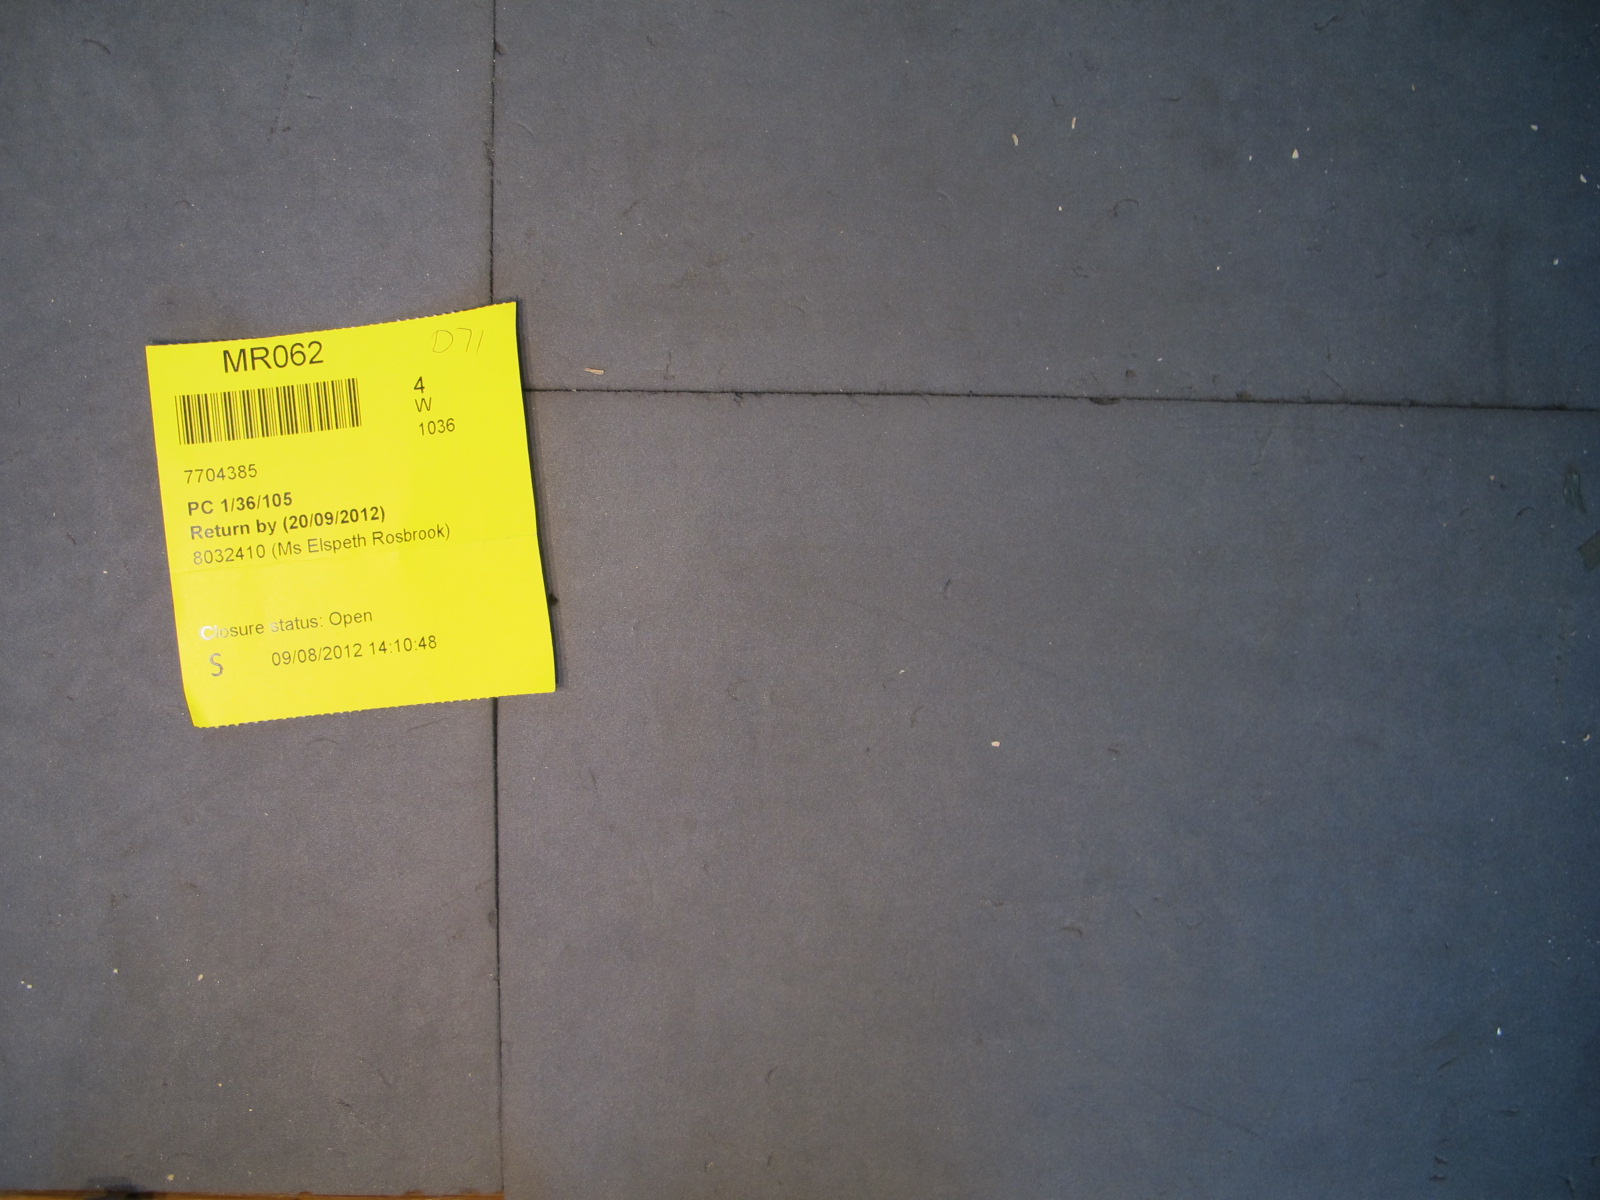 MR062
D71
4
W
1036
7704385
PC 1/36/105
Return by (20/09/2012)
8032410 (Ms Elspeth Rosbrook)
Closure status: Open
S 09/08/2012 14:10:48